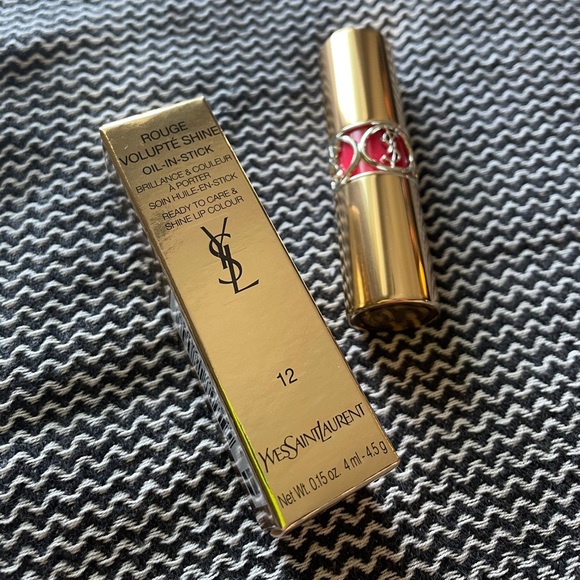 ROUGE
VOLUPTÉ SHINE
OIL-IN-STICK
BRILLANCE & COULEUR
À PORTER
SOIN HUILE-EN-STICK
READY TO CARE &
SHINE LIP COLOUR
YSL
12
YVESSAINTLAURENT
Net Wt. 0.15 oz. 4 ml - 4.5 g